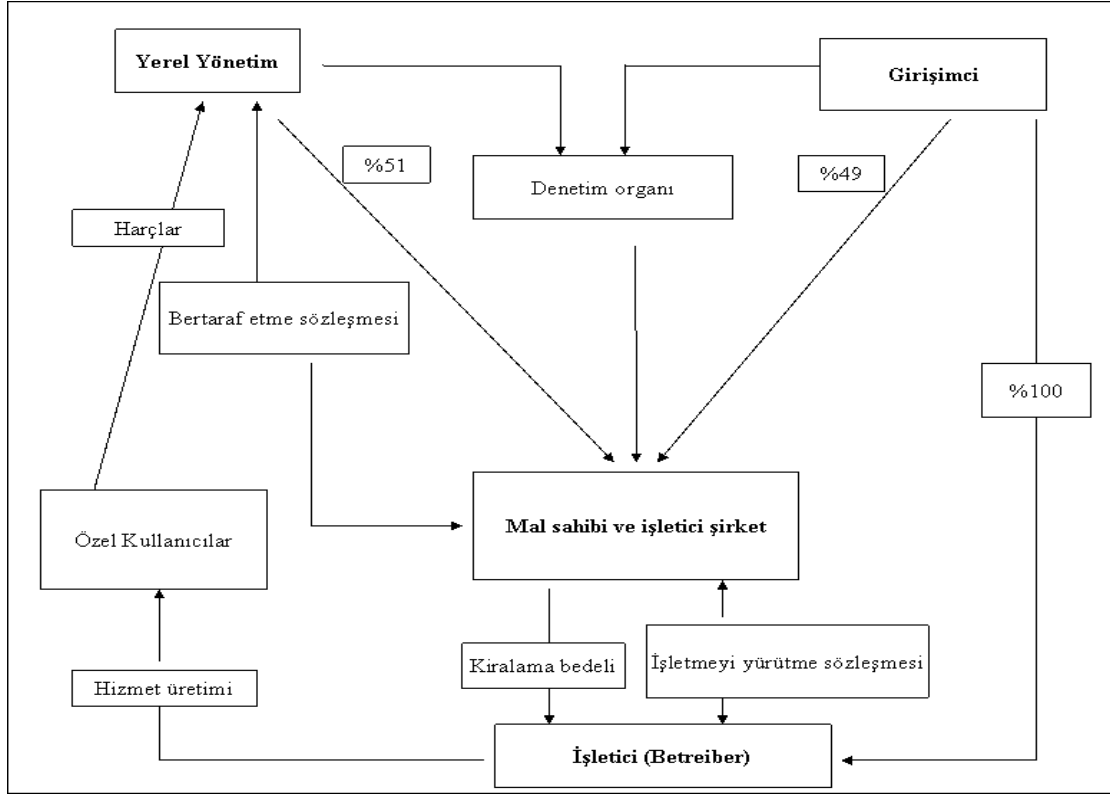 Yerel Yönetim
Girişimci
%51
%49
Denetim organı
Harçlar
Bertaraf etme sözleşmesi
%100
Mal sahibi ve işletici şirket
Özel Kullanıcılar
Kiralama bedeli
İşletmeyi yürütme sözleşmesi
Hizmet üretimi
İşletici (Betreiber)